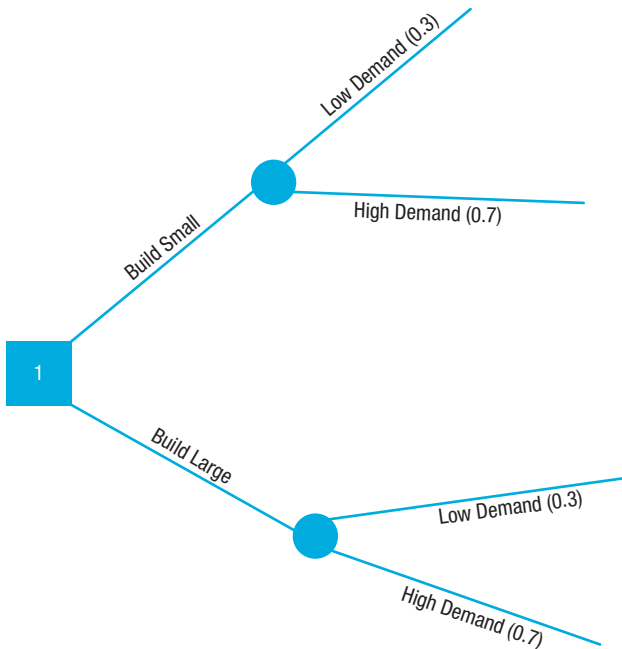 Low Demand (0.3)
High Demand (0.7)
Build Small
1
Build Large
Low Demand (0.3)
High Demand (0.7)